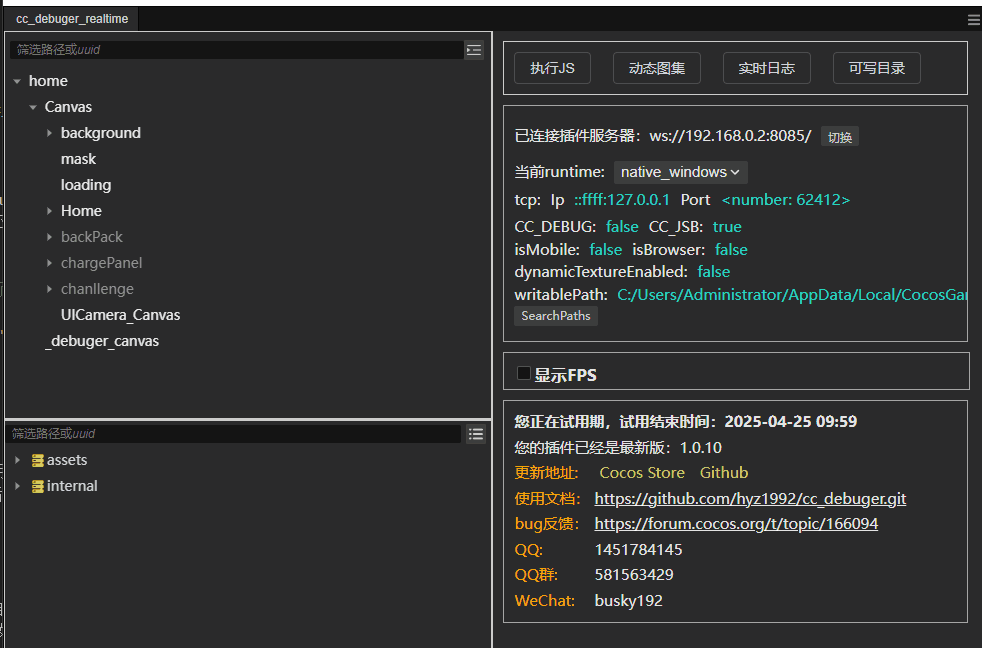 cc_debuger_realtime
筛选路径或uuid
home
Canvas
background
mask
loading
Home
backPack
chargePanel
chanllenge
UICamera_Canvas
_debuger_canvas
筛选路径或uuid
assets
internal
执行JS 动态图集 实时日志 可写目录
已连接插件服务器：ws://192.168.0.2:8085/ 切换
当前runtime: native_windows
tcp: Ip ::ffff:127.0.0.1 Port <number: 62412>
CC_DEBUG: false CC_JSB: true
isMobile: false isBrowser: false
dynamicTextureEnabled: false
writablePath: C:/Users/Administrator/AppData/Local/CocosGa
SearchPaths
显示FPS
您正在试用期，试用结束时间：2025-04-25 09:59
您的插件已经是最新版：1.0.10
更新地址: Cocos Store Github
使用文档: https://github.com/hyz1992/cc_debuger.git
bug反馈: https://forum.cocos.org/t/topic/166094
QQ: 1451784145
QQ群: 581563429
WeChat: busky192